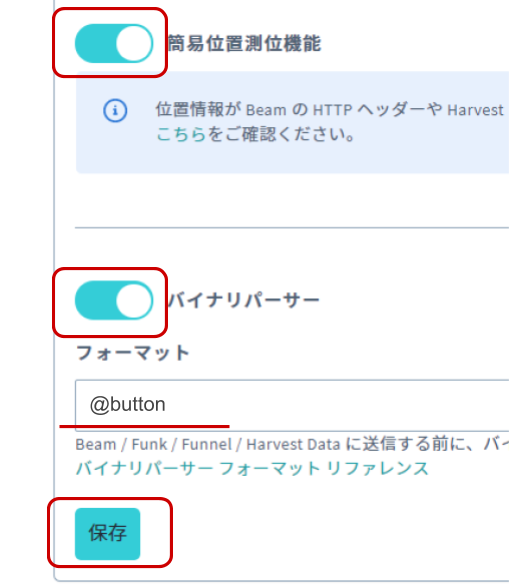 簡易位置測位機能
位置情報が Beam の HTTP ヘッダーや Harvest
こちらをご確認ください。
バイナリパーサー
フォーマット
@button
Beam / Funk / Funnel / Harvest Data に送信する前に、バイ
バイナリパーサー フォーマット リファレンス
保存